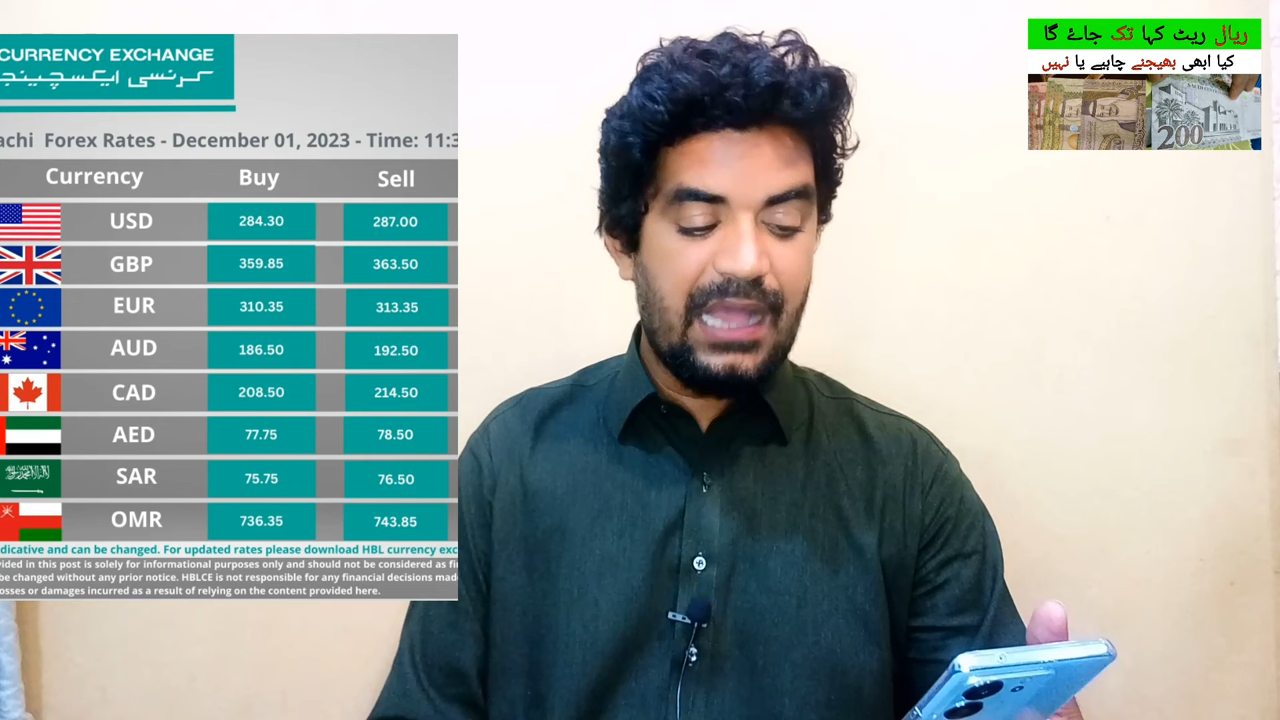 CURRENCY EXCHANGE
کرنسی ایکسچینج
achi Forex Rates - December 01, 2023 - Time: 11:3
Currency Buy Sell
USD 284.30 287.00
GBP 359.85 363.50
EUR 310.35 313.35
AUD 186.50 192.50
CAD 208.50 214.50
AED 77.75 78.50
SAR 75.75 76.50
OMR 736.35 743.85
dicative and can be changed. For updated rates please download HBL currency exc
vided in this post is solely for informational purposes only and should not be considered as fi
be changed without any prior notice. HBLCE is not responsible for any financial decisions mad
osses or damages incurred as a result of relying on the content provided here.
ریال ریٹ کہا تک جائے گا
کیا ابھی بھیجنے چاہیے یا نہیں
200